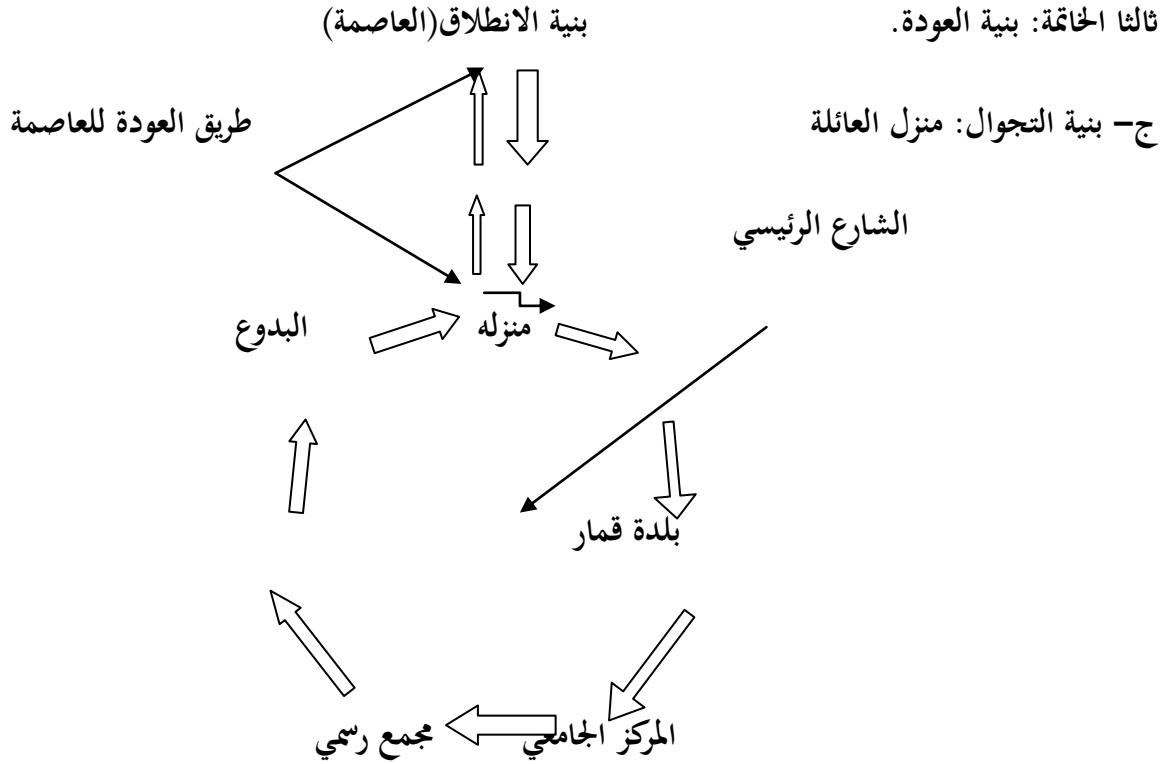 ثالثا الخاتمة: بنية العودة. بنية الانطلاق(العاصمة)
ج– بنية التجوال: منزل العائلة طريق العودة للعاصمة
الشارع الرئيسي
منزله البدوع
بلدة قمار
المركز الجامعي مجمع رسمي